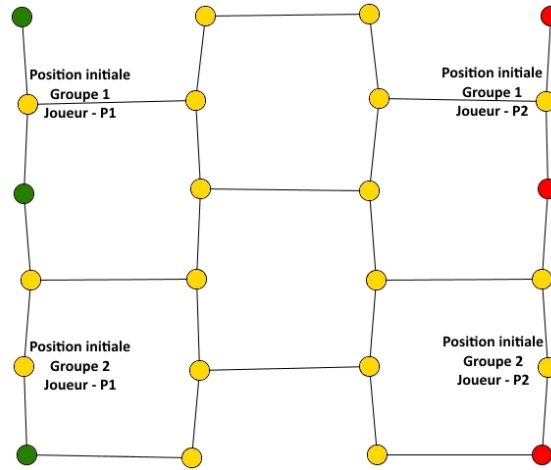 Position initiale
Groupe 1
Joueur - P1
Position initiale
Groupe 1
Joueur - P2
Position initiale
Groupe 2
Joueur - P1
Position initiale
Groupe 2
Joueur - P2